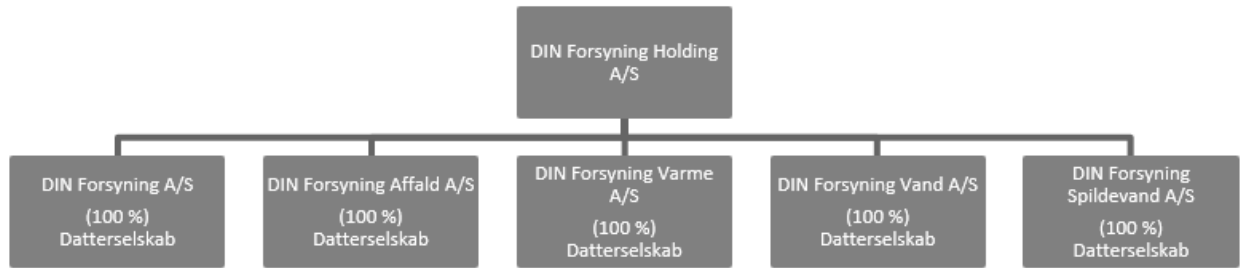 DIN Forsyning Holding
A/S
DIN Forsyning A/S
(100 %)
Datterselskab
DIN Forsyning Affald A/S
(100 %)
Datterselskab
DIN Forsyning Varme
A/S
(100 %)
Datterselskab
DIN Forsyning Vand A/S
(100 %)
Datterselskab
DIN Forsyning
Spildevand A/S
(100 %)
Datterselskab